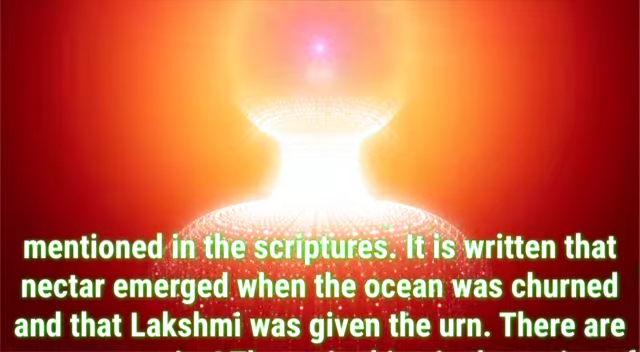 mentioned in the scriptures. It is written that
nectar emerged when the ocean was churned
and that Lakshmi was given the urn. There are